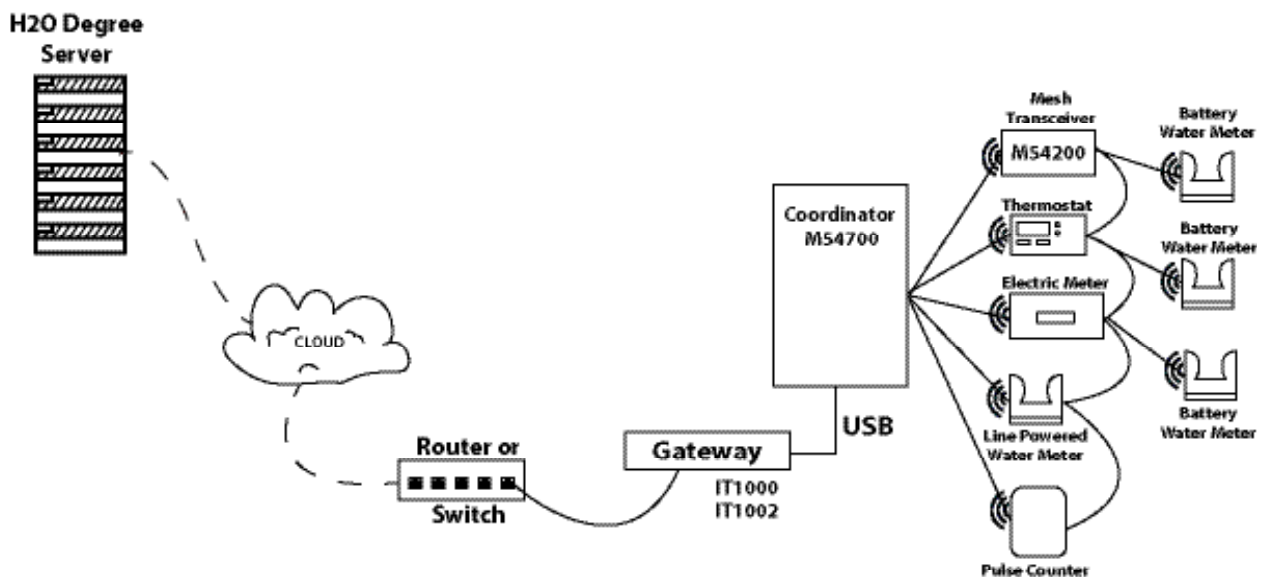 H2O Degree
Server
CLOUD
Router or
Switch
Gateway
IT1000
IT1002
USB
Coordinator
M54700
Mesh
Transceiver
M54200
Thermostat
Electric Meter
Line Powered
Water Meter
Pulse Counter
Battery
Water Meter
Battery
Water Meter
Battery
Water Meter